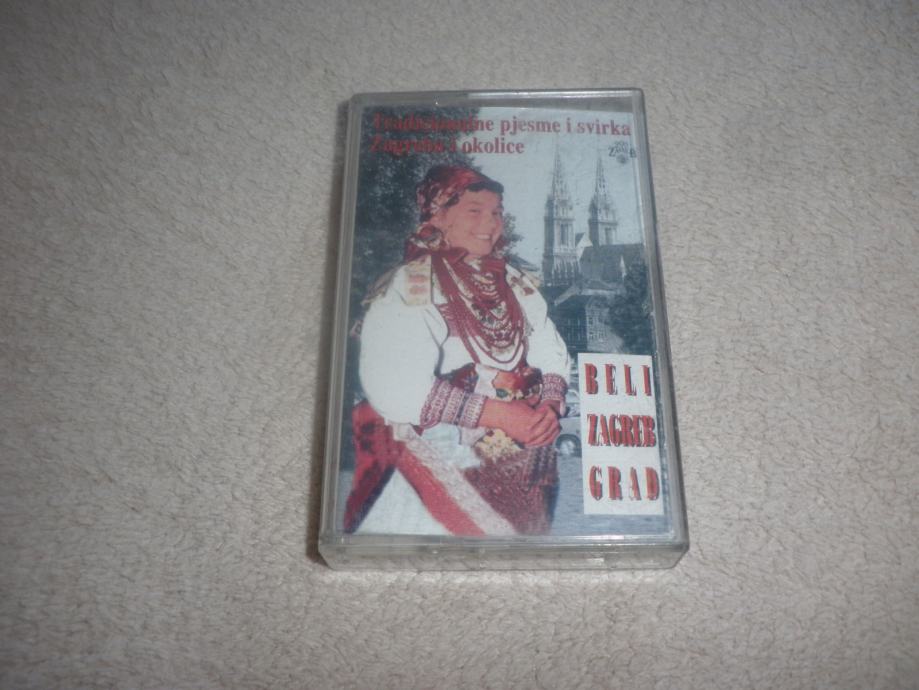 Tradicionalne pjesme i svirka
Zagreba i okolice
BELI
ZAGREB
GRAD